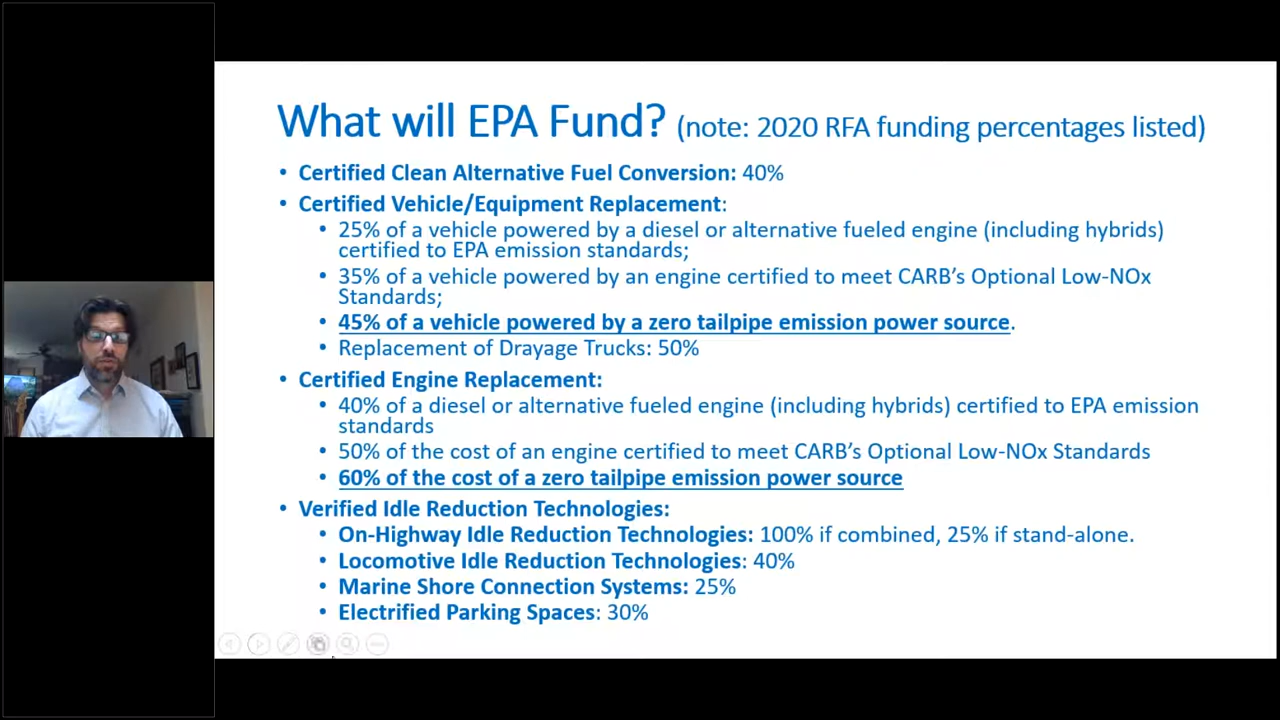 What will EPA Fund? (note: 2020 RFA funding percentages listed)
• Certified Clean Alternative Fuel Conversion: 40%
• Certified Vehicle/Equipment Replacement:
• 25% of a vehicle powered by a diesel or alternative fueled engine (including hybrids)
certified to EPA emission standards;
• 35% of a vehicle powered by an engine certified to meet CARB’s Optional Low-NOx
Standards;
• 45% of a vehicle powered by a zero tailpipe emission power source.
• Replacement of Drayage Trucks: 50%
• Certified Engine Replacement:
• 40% of a diesel or alternative fueled engine (including hybrids) certified to EPA emission
standards
• 50% of the cost of an engine certified to meet CARB’s Optional Low-NOx Standards
• 60% of the cost of a zero tailpipe emission power source
• Verified Idle Reduction Technologies:
• On-Highway Idle Reduction Technologies: 100% if combined, 25% if stand-alone.
• Locomotive Idle Reduction Technologies: 40%
• Marine Shore Connection Systems: 25%
• Electrified Parking Spaces: 30%